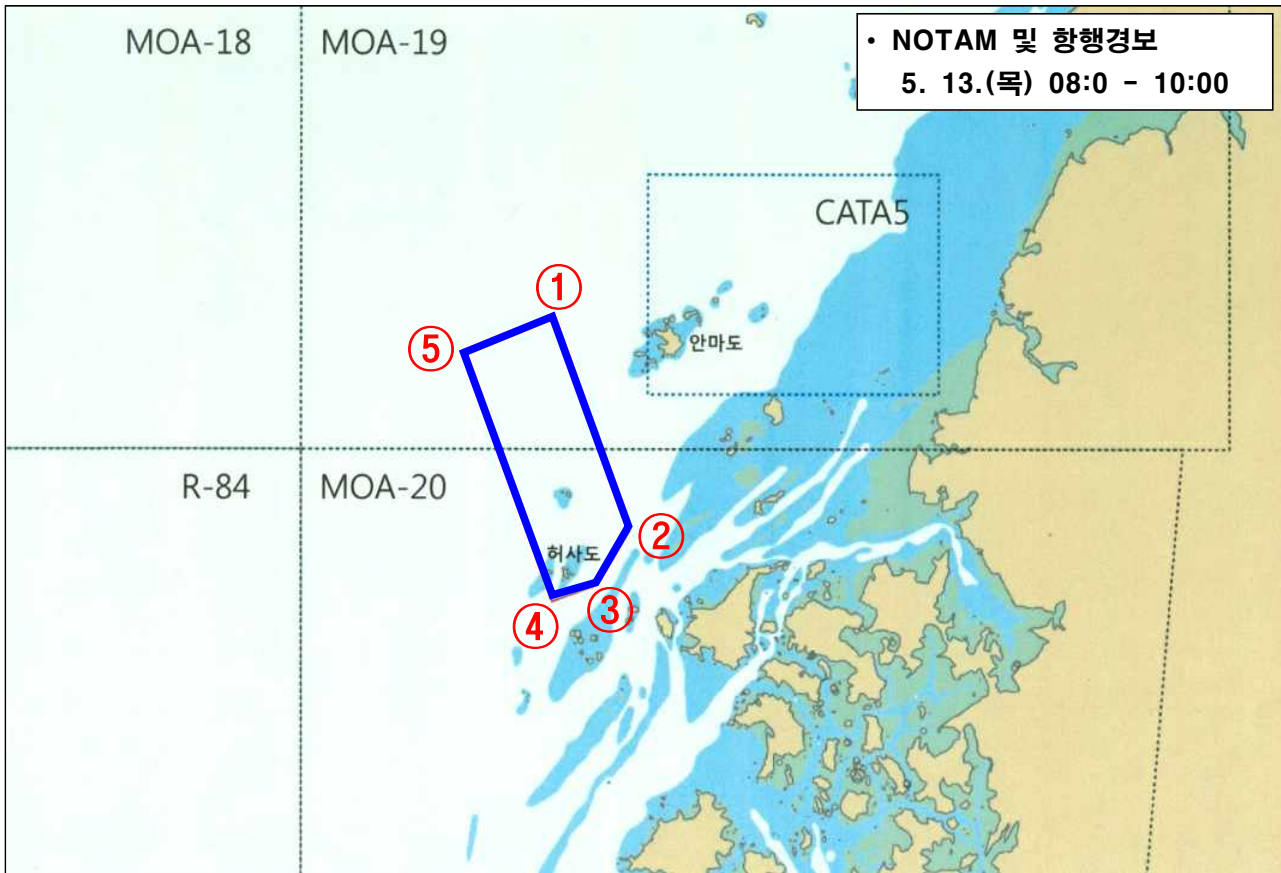 MOA-18
MOA-19
• NOTAM 및 항행경보
5. 13.(목) 08:0 - 10:00
CATA5
①
⑤
안마도
R-84
MOA-20
②
허사도
③
④